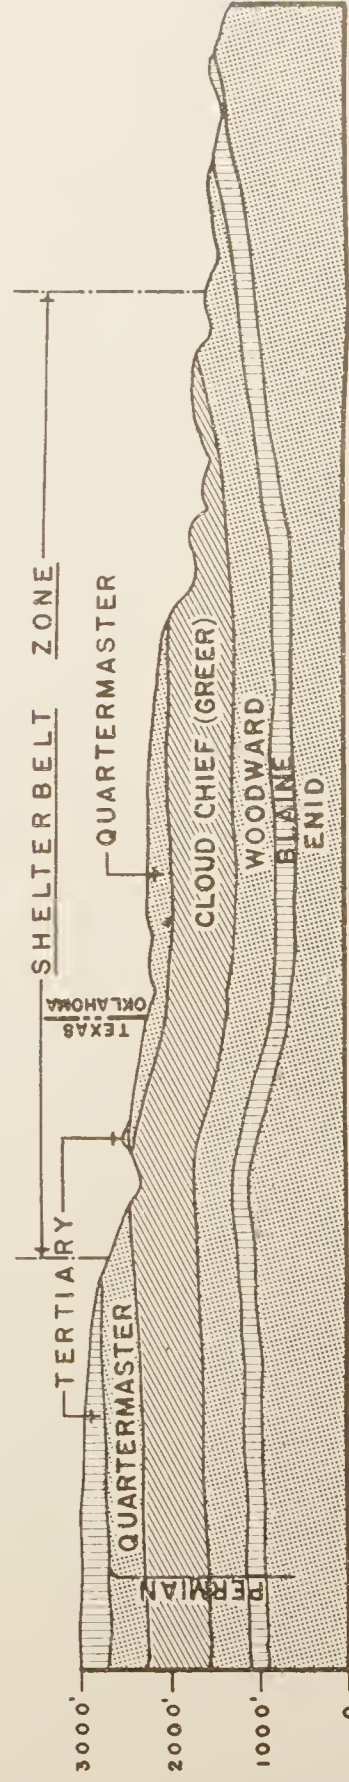 SHELTERBELT ZONE
TERTIARY
QUARTERMASTER
TEXAS
OKLAHOMA
QUARTERMASTER
CLOUD CHIEF (GREER)
WOODWARD
BLAINE
ENID
PERMIAN
3000'
2000'
1000'
0